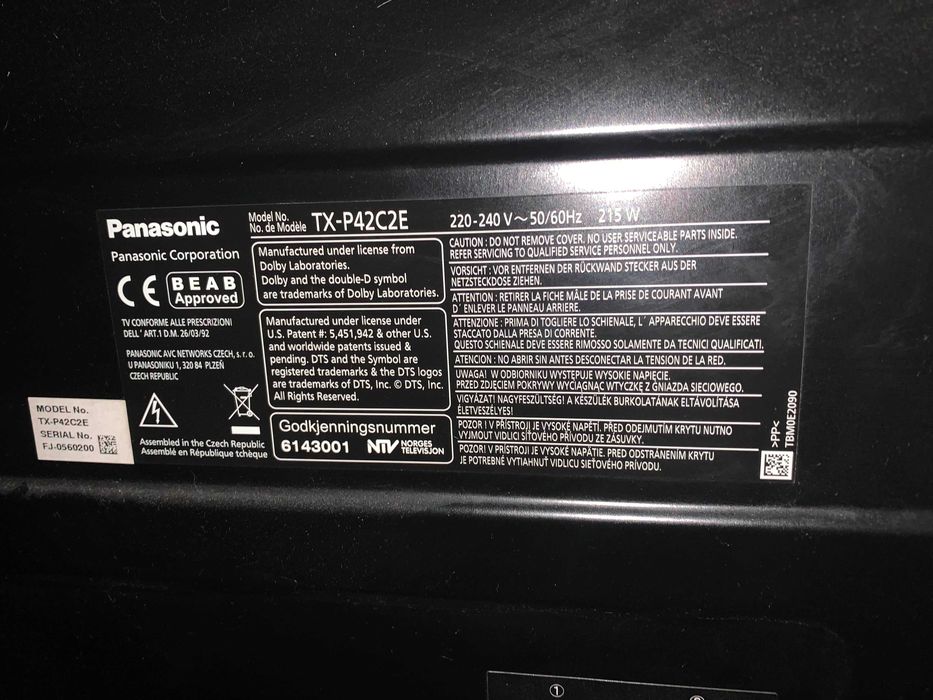 Panasonic
Panasonic Corporation
CE
BEAB
Approved
TV CONFORME ALLE PRESCRIZIONI
DELL' ART.1 D.M. 26/03/92
PANASONIC AVC NETWORKS CZECH, s. r. o.
U PANASONIKU 1, 320 84 PLZEŇ
CZECH REPUBLIC
Assembled in the Czech Republic
Assemblé en République tchèque
MODEL No.
TX-P42C2E
SERIAL No.
FJ-0560200
Model No.
No. de Modèle
TX-P42C2E
220-240 V ~ 50/60Hz 215 W
Manufactured under license from
Dolby Laboratories.
Dolby and the double-D symbol
are trademarks of Dolby Laboratories.
Manufactured under license under
U.S. Patent #: 5,451,942 & other U.S.
and worldwide patents issued &
pending. DTS and the Symbol are
registered trademarks & the DTS logos
are trademarks of DTS, Inc. © DTS, Inc.
All Rights Reserved.
Godkjenningsnummer
6143001 NTV NORGES
TELEVISJON
CAUTION : DO NOT REMOVE COVER. NO USER SERVICEABLE PARTS INSIDE.
REFER SERVICING TO QUALIFIED SERVICE PERSONNEL ONLY.
VORSICHT : VOR ENTFERNEN DER RÜCKWAND STECKER AUS DER
NETZSTECKDOSE ZIEHEN.
ATTENTION : RETIRER LA FICHE MÂLE DE LA PRISE DE COURANT AVANT
D' ENLEVER LE PANNEAU ARRIERE.
ATTENZIONE : PRIMA DI TOGLIERE LO SCHIENALE, L' APPARECCHIO DEVE ESSERE
STACCATO DALLA PRESA DI CORRENTE.
QUESTO SCHIENALE DEVE ESSERE RIMOSSO SOLAMENTE DA TECNICI QUALIFICATI.
ATENCION : NO ABRIR SIN ANTES DESCONECTAR LA TENSION DE LA RED.
UWAGA! W ODBIORNIKU WYSTĘPUJE WYSOKIE NAPIĘCIE.
PRZED ZDJĘCIEM POKRYWY WYCIĄGNĄĆ WTYCZKĘ Z GNIAZDA SIECIOWEGO.
VIGYÁZAT! NAGYFESZÜLTSÉG! A KÉSZÜLÉK BURKOLATÁNAK ELTÁVOLÍTÁSA
ÉLETVESZÉLYES!
POZOR ! V PŘÍSTROJI JE VYSOKÉ NAPĚTÍ. PŘED ODEJMUTÍM KRYTU NUTNO
VYJMOUT VIDLICI SÍŤOVÉHO PŘÍVODU ZE ZÁSUVKY.
POZOR! V PRÍSTROJI JE VYSOKÉ NAPÄTIE. PRED ODSTRÁNENÍM KRYTU
JE POTREBNÉ VYTIAHNUŤ VIDLICU SIEŤOVÉHO PRÍVODU.
>PP<
TBM0E2090
①